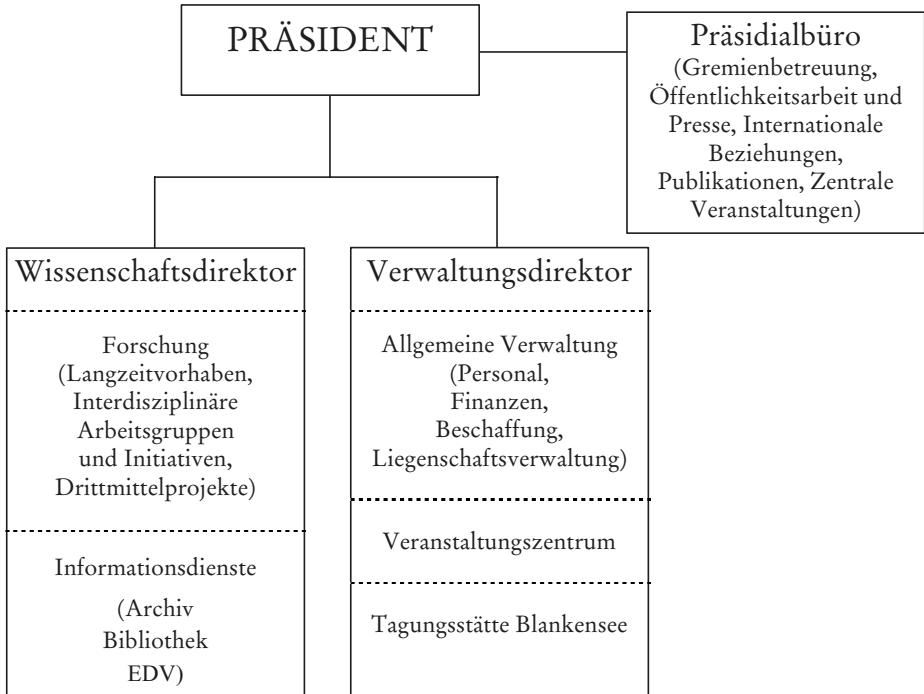 PRÄSIDENT
Präsidialbüro
(Gremienbetreuung,
Öffentlichkeitsarbeit und
Presse, Internationale
Beziehungen,
Publikationen, Zentrale
Veranstaltungen)
Wissenschaftsdirektor
Forschung
(Langzeitvorhaben,
Interdisziplinäre
Arbeitsgruppen
und Initiativen,
Drittmittelprojekte)
Informationsdienste
(Archiv
Bibliothek
EDV)
Verwaltungsdirektor
Allgemeine Verwaltung
(Personal,
Finanzen,
Beschaffung,
Liegenschaftsverwaltung)
Veranstaltungszentrum
Tagungsstätte Blankensee